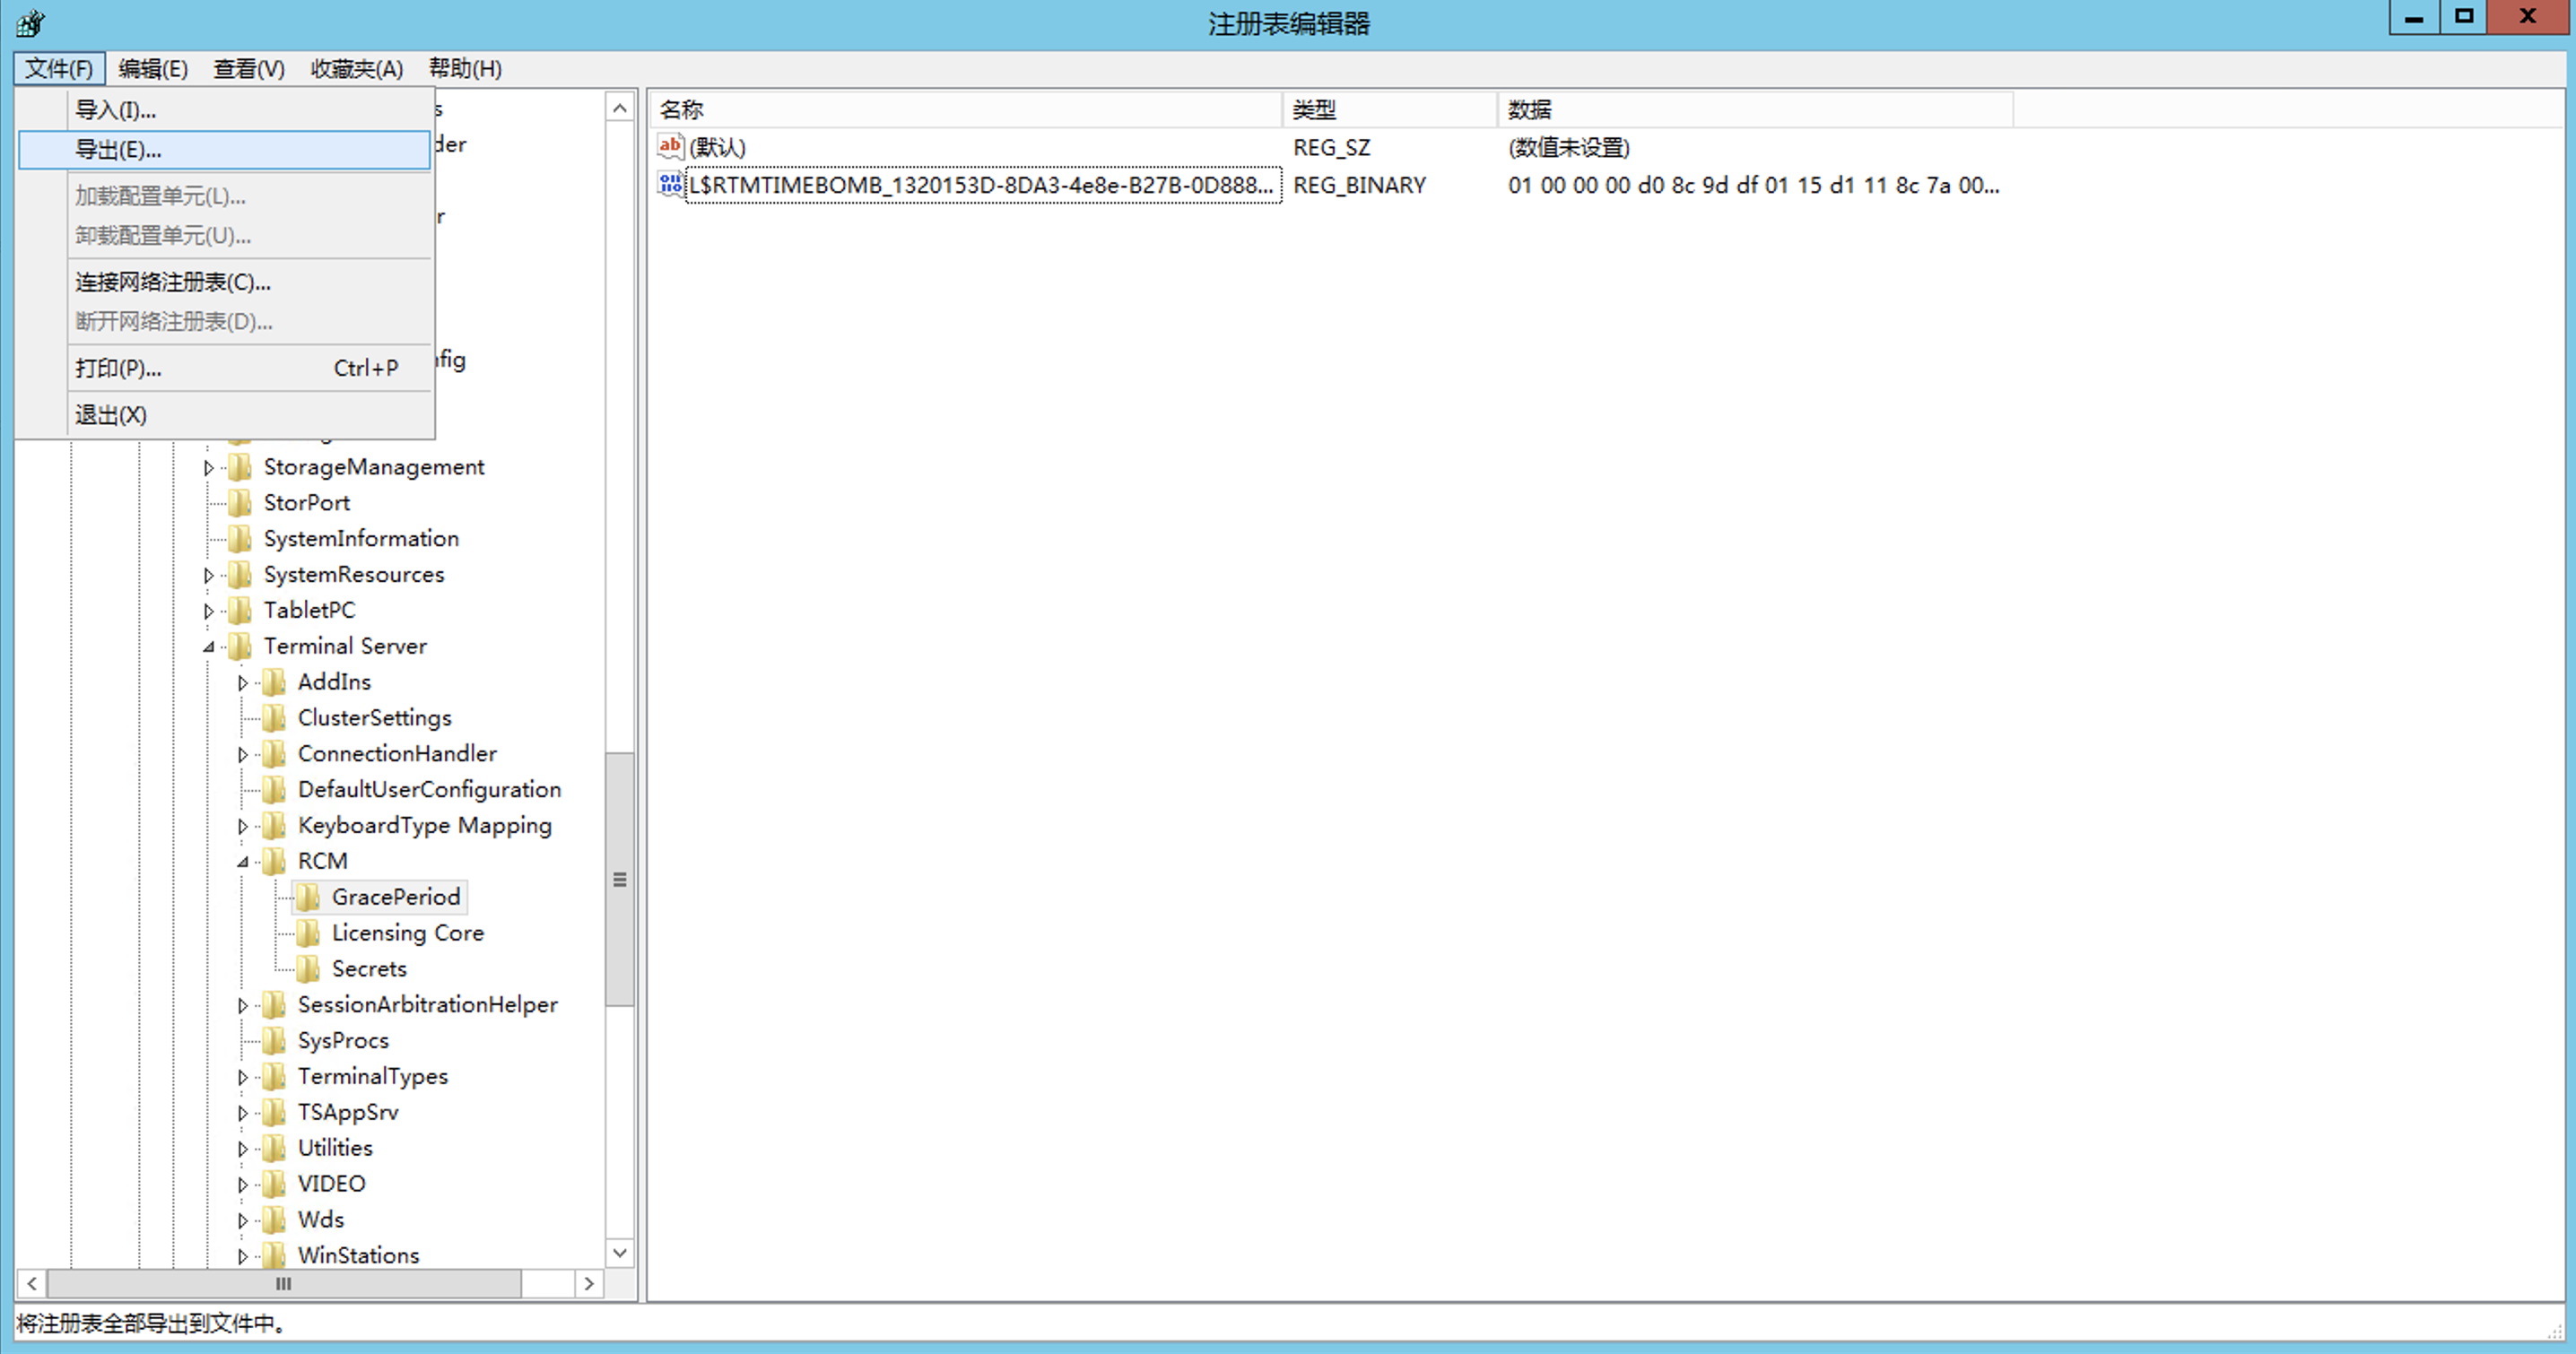 注册表编辑器
文件(F) 编辑(E) 查看(V) 收藏夹(A) 帮助(H)
导入(I)...
导出(E)...
加载配置单元(L)...
卸载配置单元(U)...
连接网络注册表(C)...
断开网络注册表(D)...
打印(P)... Ctrl+P
退出(X)
s
der
r
fig
StorageManagement
StorPort
SystemInformation
SystemResources
TabletPC
Terminal Server
AddIns
ClusterSettings
ConnectionHandler
DefaultUserConfiguration
KeyboardType Mapping
RCM
GracePeriod
Licensing Core
Secrets
SessionArbitrationHelper
SysProcs
TerminalTypes
TSAppSrv
Utilities
VIDEO
Wds
WinStations
名称 类型 数据
(默认) REG_SZ (数值未设置)
L$RTMTIMEBOMB_1320153D-8DA3-4e8e-B27B-0D888... REG_BINARY 01 00 00 00 d0 8c 9d df 01 15 d1 11 8c 7a 00...
将注册表全部导出到文件中。